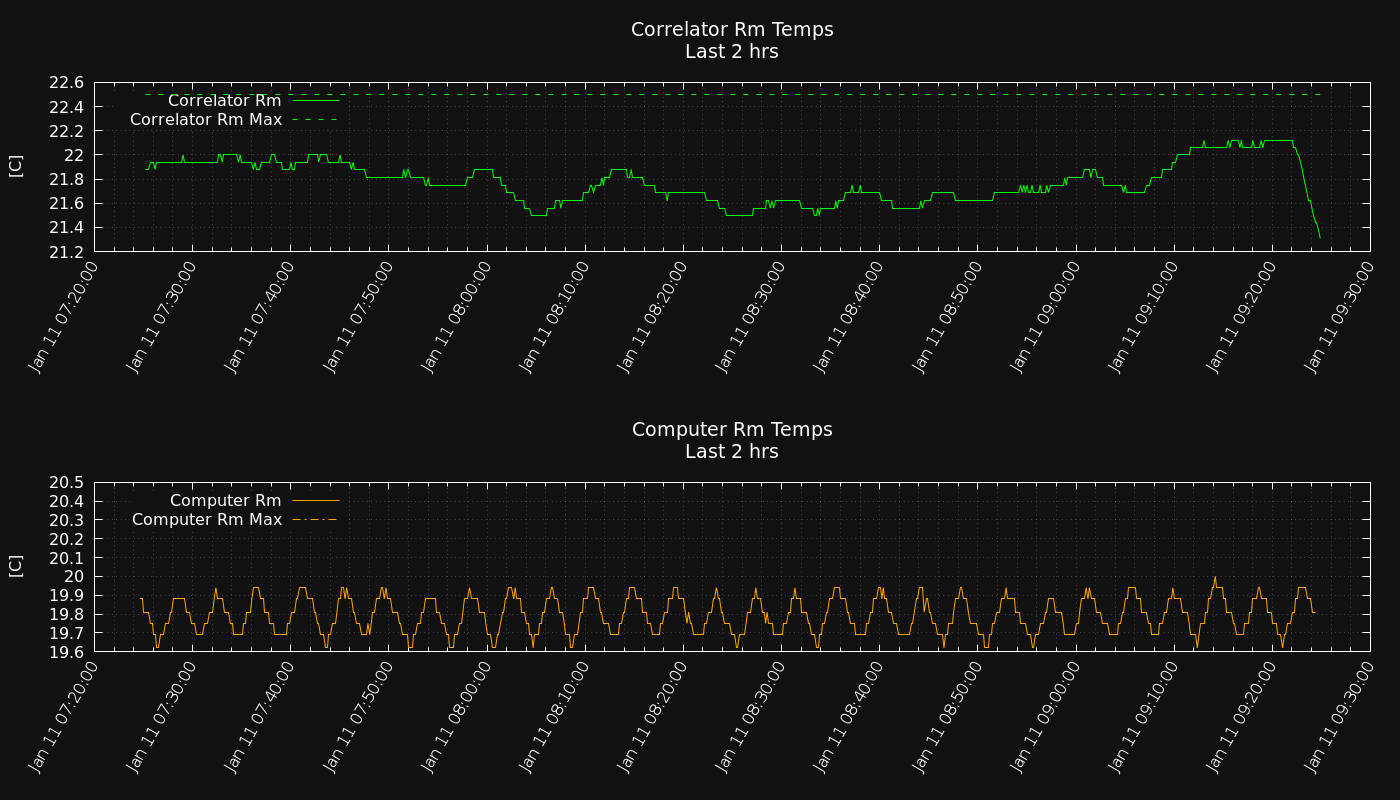 Correlator Rm Temps
Last 2 hrs
[C]
22.6
22.4
22.2
22
21.8
21.6
21.4
21.2
Correlator Rm
Correlator Rm Max
Jan 11 07:20:00
Jan 11 07:30:00
Jan 11 07:40:00
Jan 11 07:50:00
Jan 11 08:00:00
Jan 11 08:10:00
Jan 11 08:20:00
Jan 11 08:30:00
Jan 11 08:40:00
Jan 11 08:50:00
Jan 11 09:00:00
Jan 11 09:10:00
Jan 11 09:20:00
Jan 11 09:30:00
Computer Rm Temps
Last 2 hrs
[C]
20.5
20.4
20.3
20.2
20.1
20
19.9
19.8
19.7
19.6
Computer Rm
Computer Rm Max
Jan 11 07:20:00
Jan 11 07:30:00
Jan 11 07:40:00
Jan 11 07:50:00
Jan 11 08:00:00
Jan 11 08:10:00
Jan 11 08:20:00
Jan 11 08:30:00
Jan 11 08:40:00
Jan 11 08:50:00
Jan 11 09:00:00
Jan 11 09:10:00
Jan 11 09:20:00
Jan 11 09:30:00